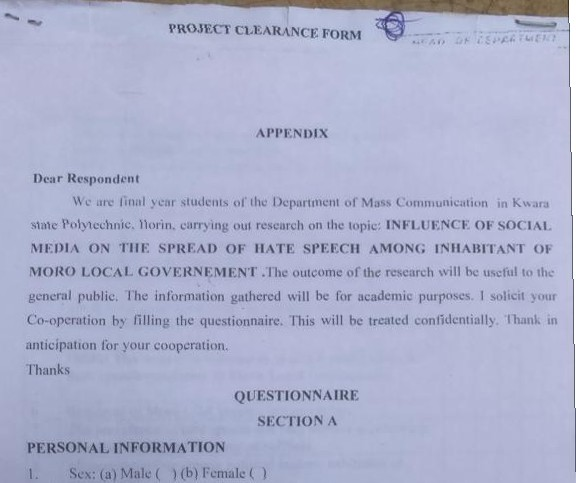 PROJECT CLEARANCE FORM
HEAD OF DEPARTMENT
APPENDIX
Dear Respondent
We are final year students of the Department of Mass Communication in Kwara
state Polytechnic, Ilorin, carrying out research on the topic: INFLUENCE OF SOCIAL
MEDIA ON THE SPREAD OF HATE SPEECH AMONG INHABITANT OF
MORO LOCAL GOVERNEMENT .The outcome of the research will be useful to the
general public. The information gathered will be for academic purposes. I solicit your
Co-operation by filling the questionnaire. This will be treated confidentially. Thank in
anticipation for your cooperation.
Thanks
QUESTIONNAIRE
SECTION A
PERSONAL INFORMATION
1. Sex: (a) Male ( ) (b) Female ( )